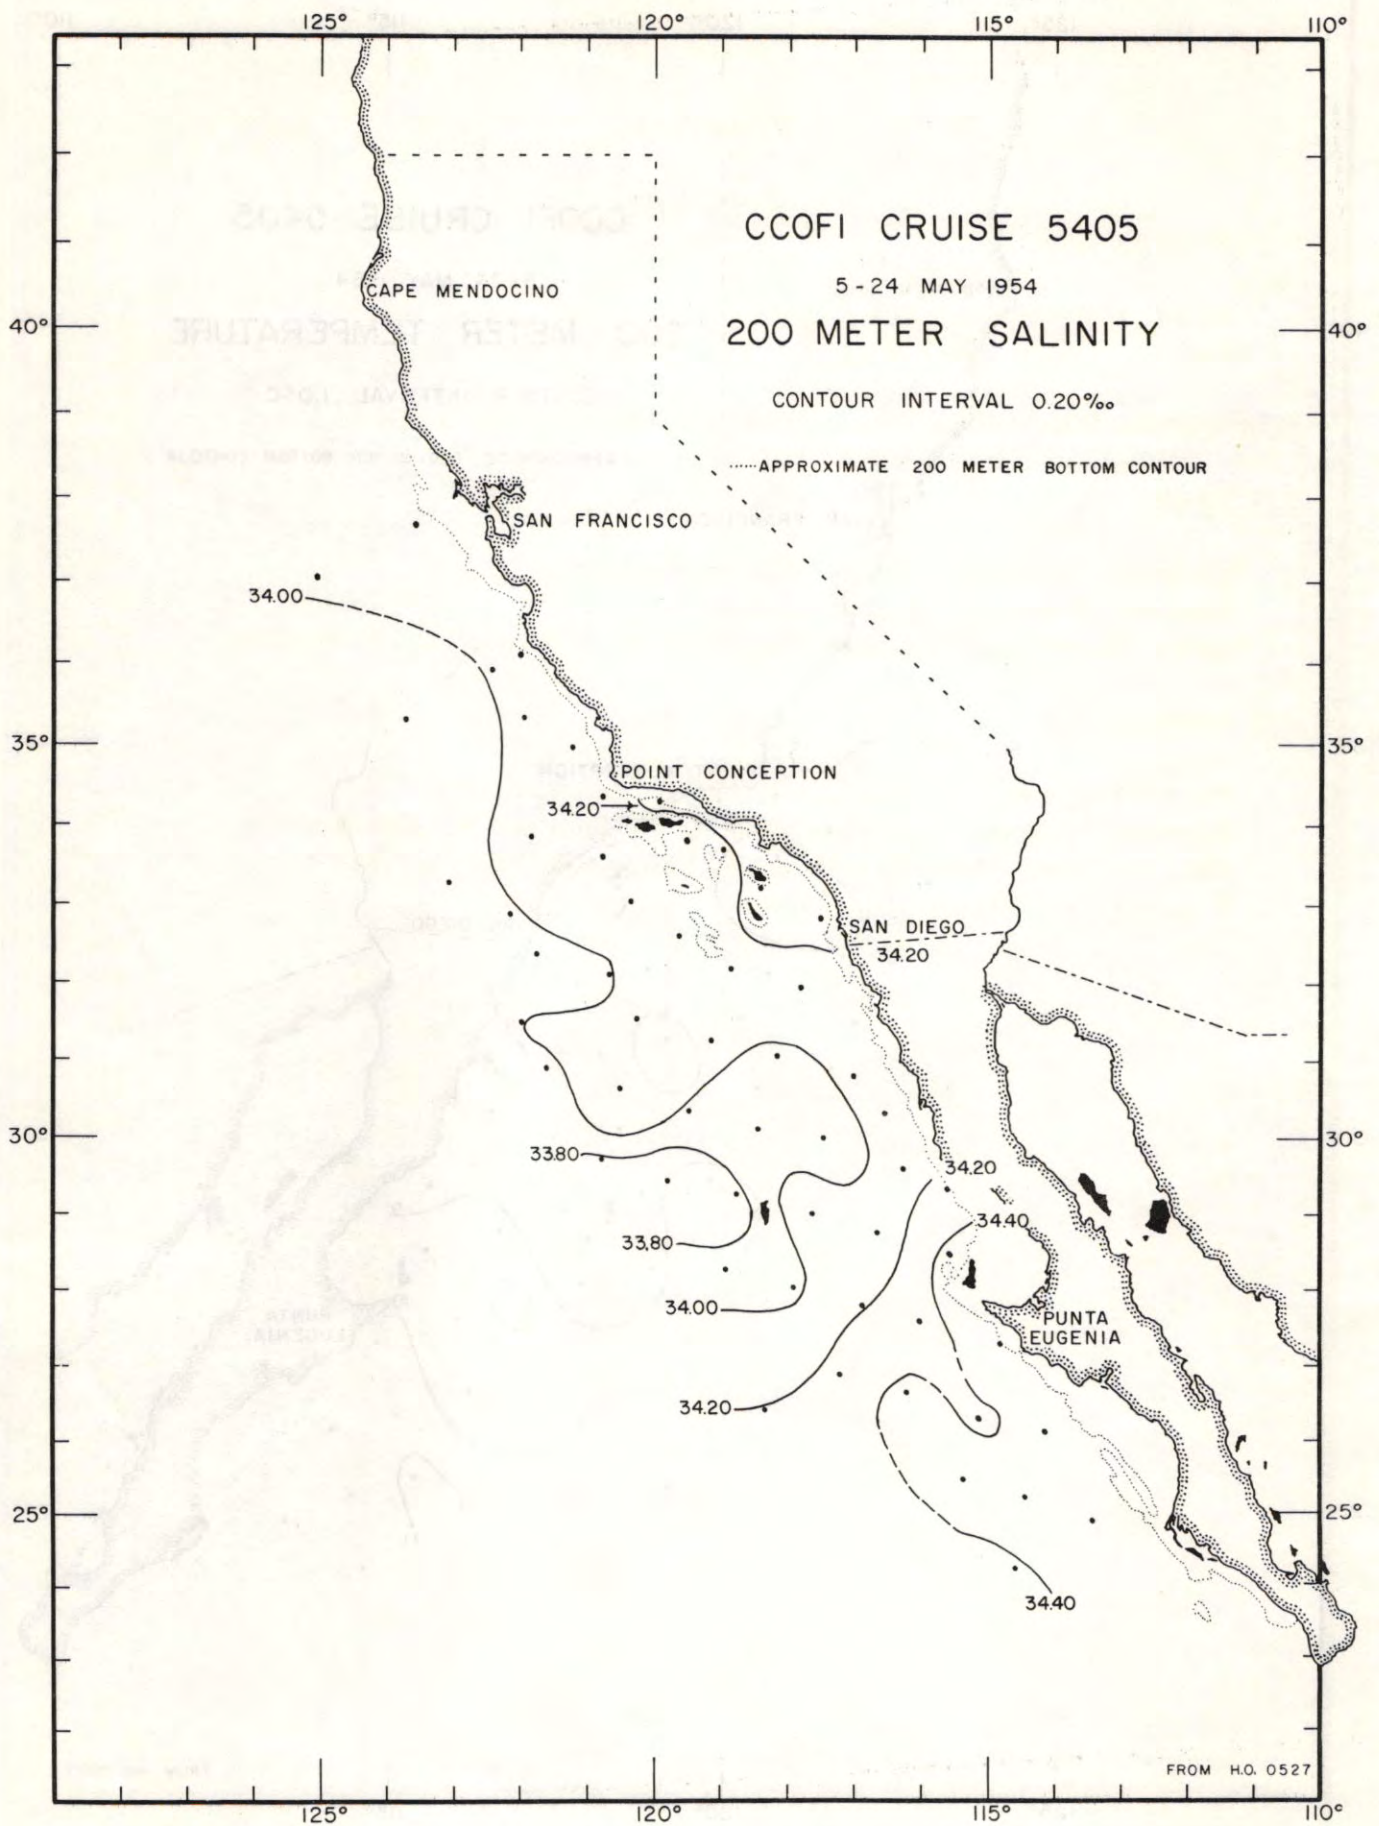 125° 120° 115° 110°
CCOFI CRUISE 5405
5-24 MAY 1954
CAPE MENDOCINO
40° 200 METER SALINITY 40°
CONTOUR INTERVAL 0.20‰
......APPROXIMATE 200 METER BOTTOM CONTOUR
SAN FRANCISCO
34.00
35° 35°
POINT CONCEPTION
34.20
SAN DIEGO
34.20
30° 30°
33.80
34.20
34.40
33.80
34.00
PUNTA
EUGENIA
34.20
25° 25°
34.40
FROM H.O. 0527
125° 120° 115° 110°